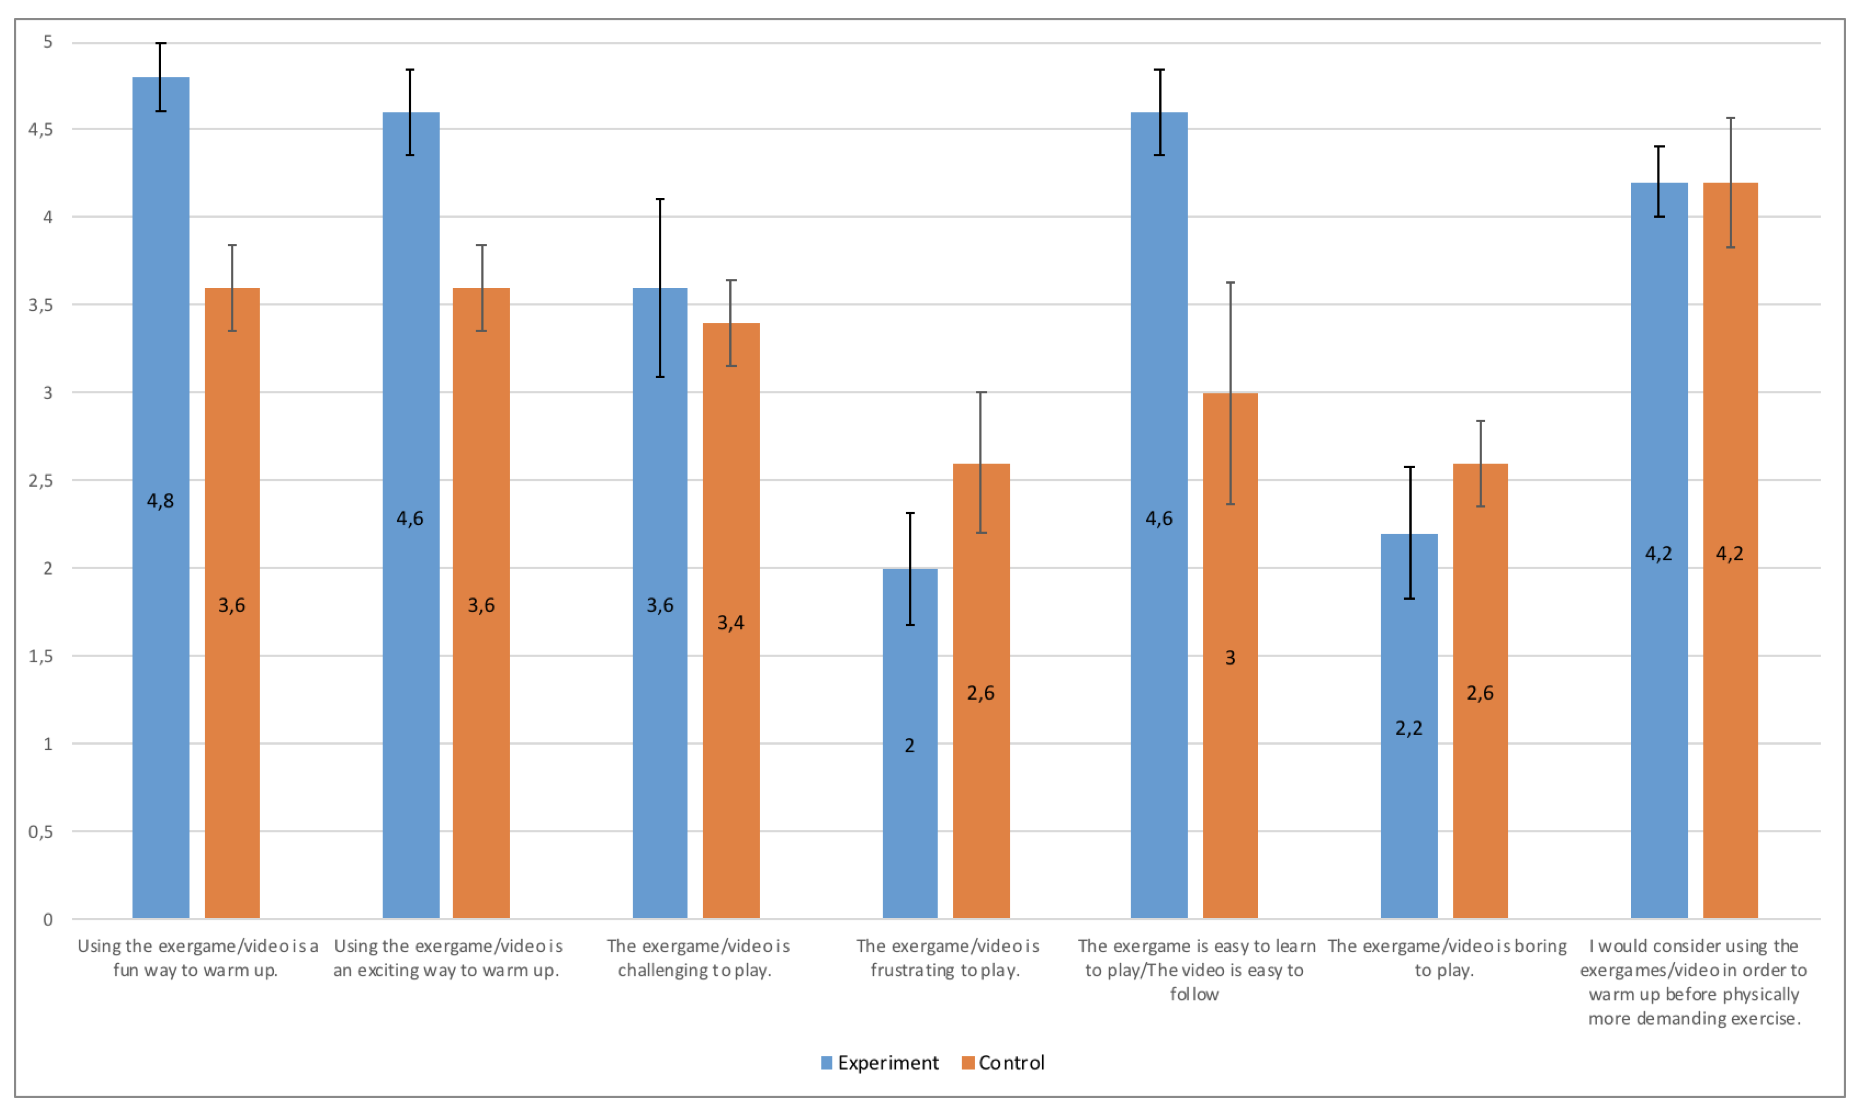 5
4,5
4
3,5
3
2,5
2
1,5
1
0,5
0
4,8
3,6
4,6
3,6
3,6
3,4
2
2,6
4,6
3
2,2
2,6
4,2
4,2
Using the exergame/video is a
fun way to warm up.
Using the exergame/video is
an exciting way to warm up.
The exergame/video is
challenging to play.
The exergame/video is
frustrating to play.
The exergame is easy to learn
to play/The video is easy to
follow
The exergame/video is boring
to play.
I would consider using the
exergames/video in order to
warm up before physically
more demanding exercise.
Experiment
Control